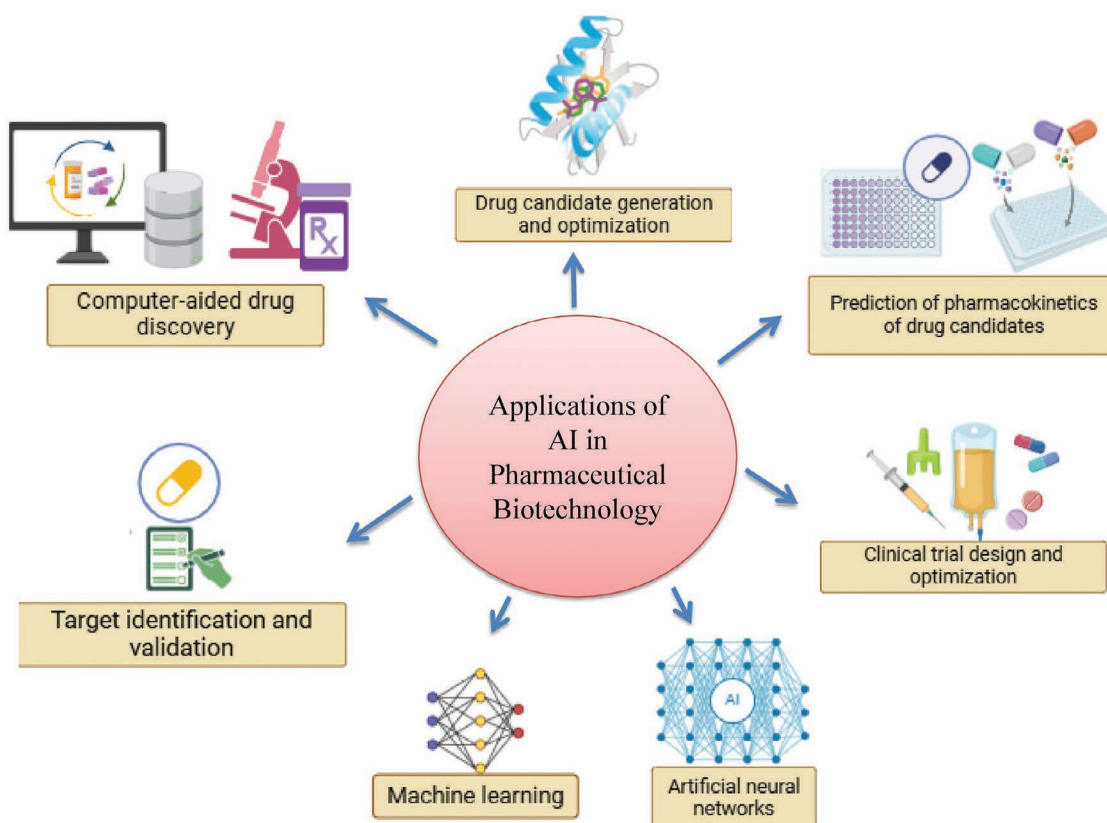 Drug candidate generation
and optimization
Rx
Computer-aided drug
discovery
Prediction of pharmacokinetics
of drug candidates
Applications of
AI in
Pharmaceutical
Biotechnology
Clinical trial design and
optimization
Target identification and
validation
AI
Machine learning
Artificial neural
networks